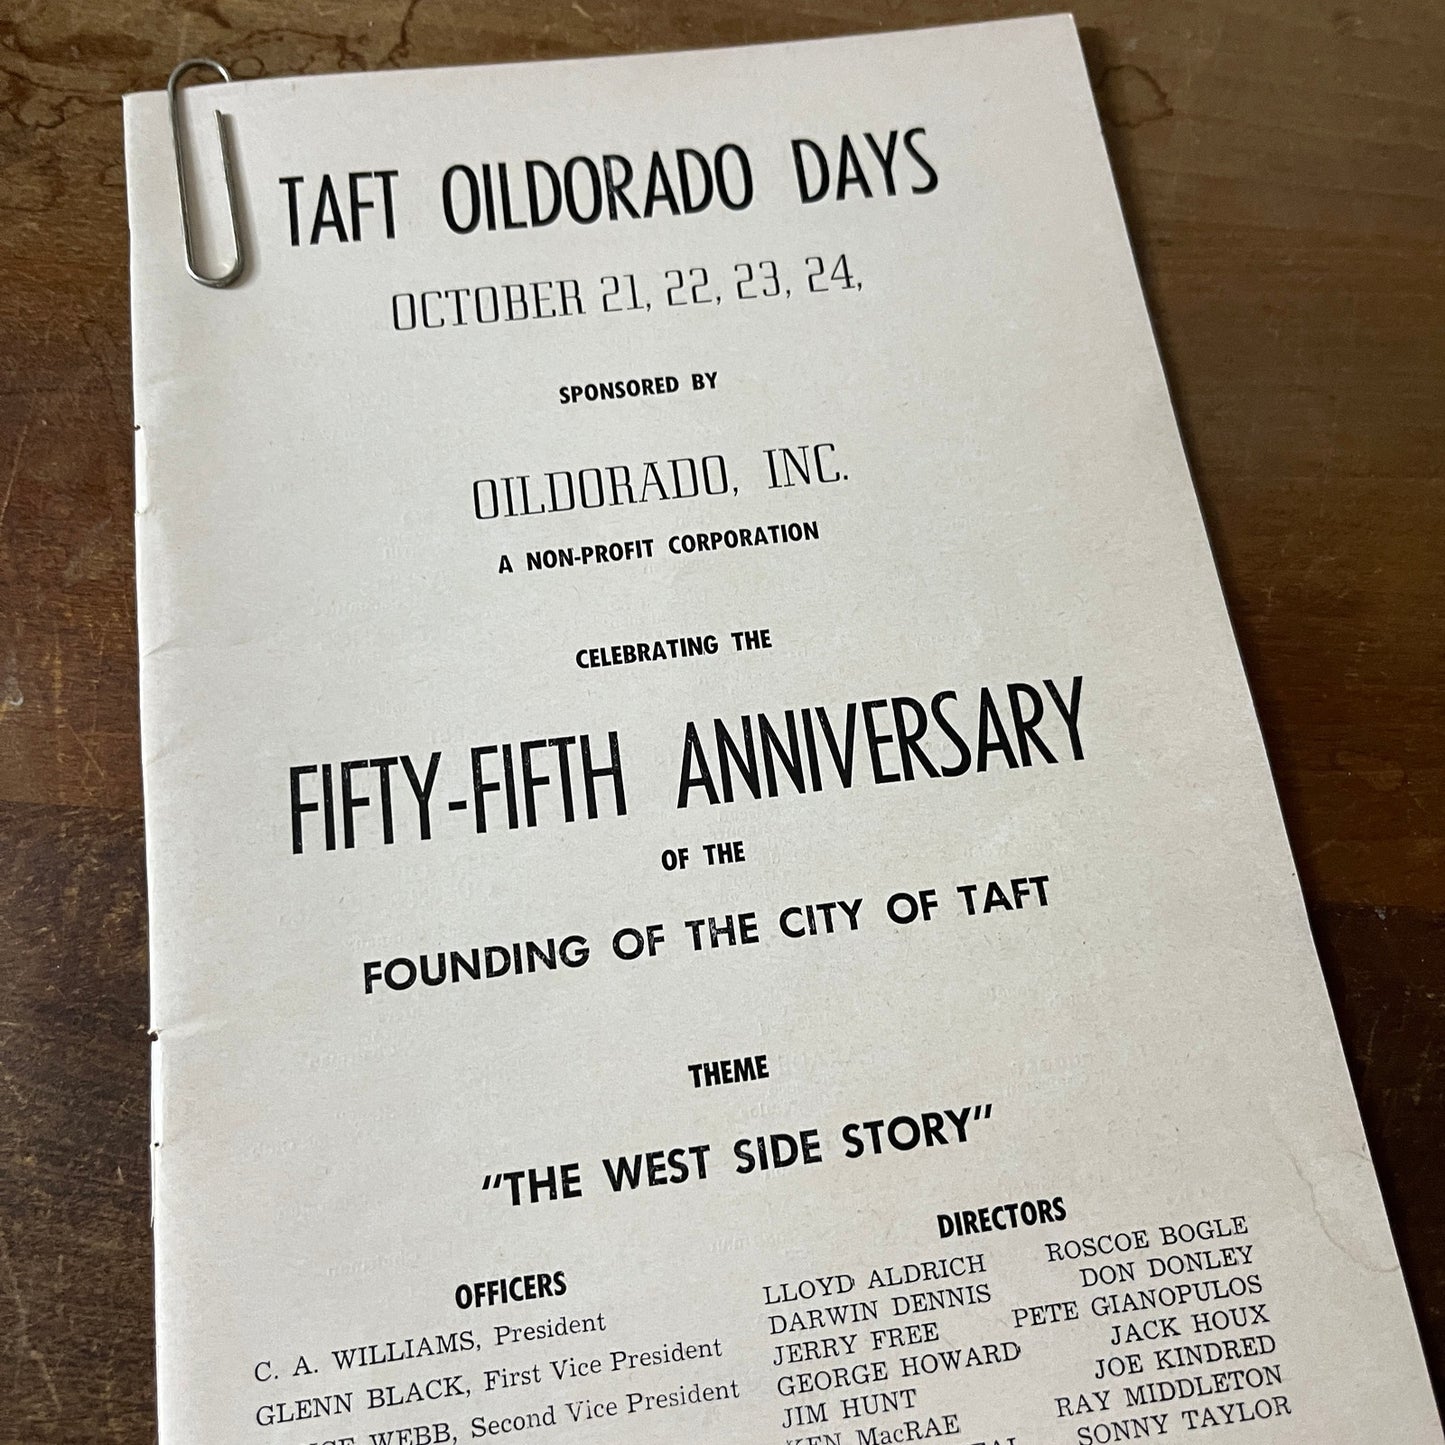 TAFT OILDORADO DAYS
OCTOBER 21, 22, 23, 24,
SPONSORED BY
OILDORADO, INC.
A NON-PROFIT CORPORATION
CELEBRATING THE
FIFTY-FIFTH ANNIVERSARY
OF THE
FOUNDING OF THE CITY OF TAFT
THEME
"THE WEST SIDE STORY"
OFFICERS
C. A. WILLIAMS, President
GLENN BLACK, First Vice President
WEBB, Second Vice President
DIRECTORS
LLOYD ALDRICH
DARWIN DENNIS
JERRY FREE
GEORGE HOWARD
JIM HUNT
KEN MacRAE
ROSCOE BOGLE
DON DONLEY
PETE GIANOPULOS
JACK HOUX
JOE KINDRED
RAY MIDDLETON
SONNY TAYLOR